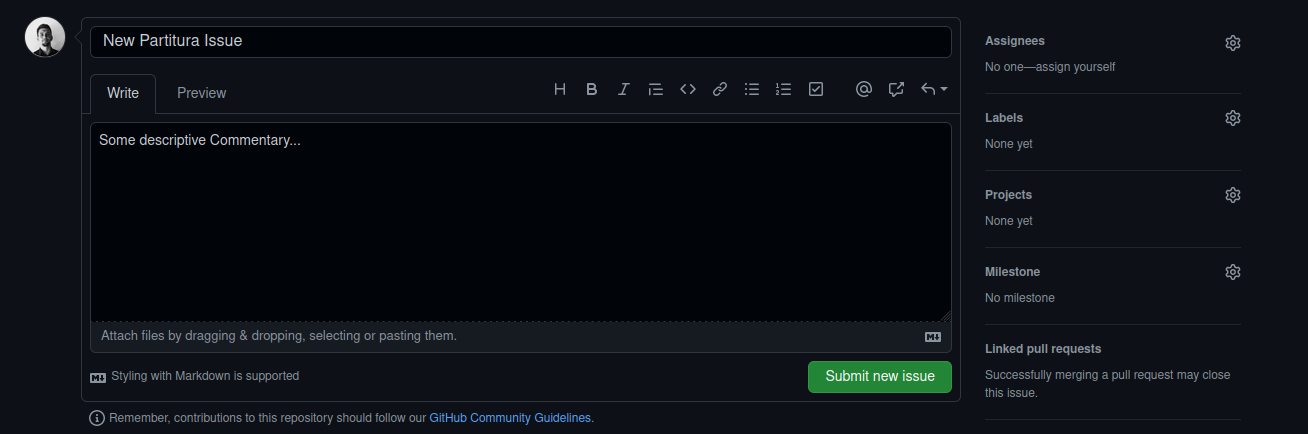 New Partitura Issue
Write
Preview
Some descriptive Commentary...
Attach files by dragging & dropping, selecting or pasting them.
Styling with Markdown is supported
Submit new issue
Remember, contributions to this repository should follow our GitHub Community Guidelines.
Assignees
No one—assign yourself
Labels
None yet
Projects
None yet
Milestone
No milestone
Linked pull requests
Successfully merging a pull request may close
this issue.